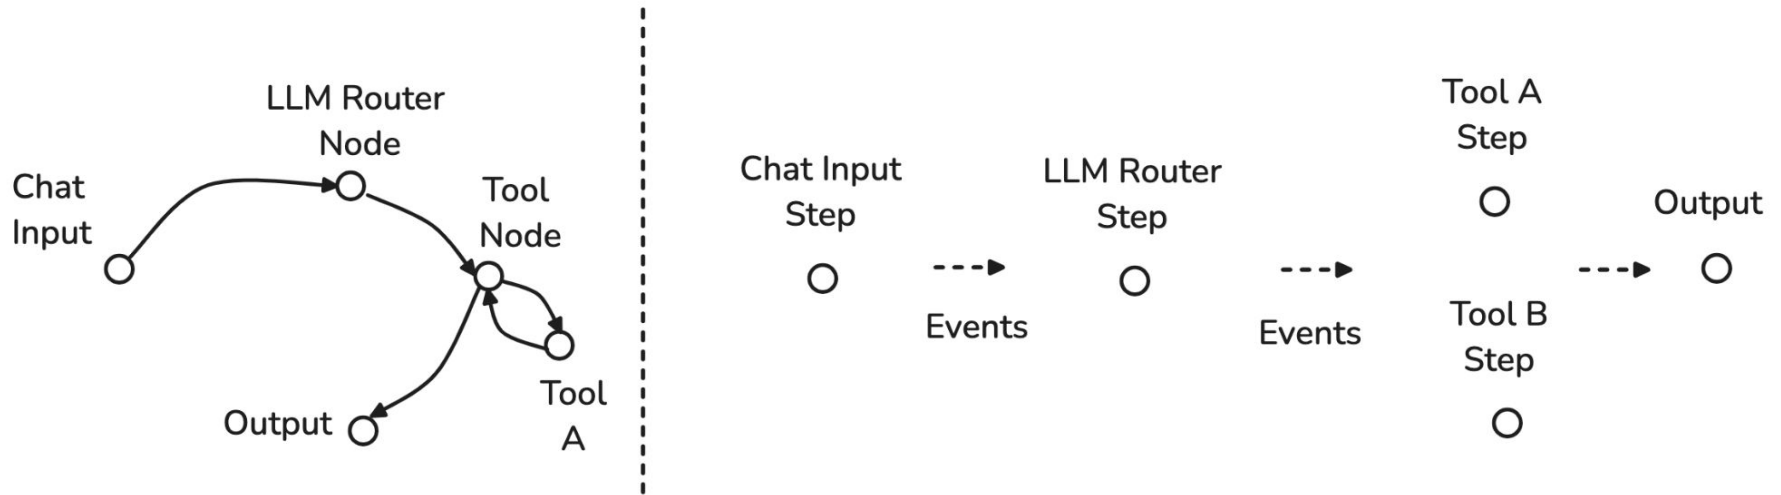 LLM Router
Node
Chat
Input
Tool
Node
Output
Tool
A
Chat Input
Step
Events
LLM Router
Step
Events
Tool A
Step
Tool B
Step
Output